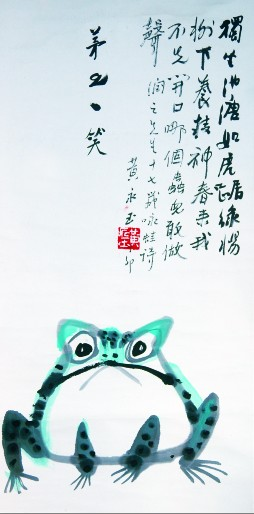 獨坐池塘如虎踞綠楊
樹下養精神春來我
不先開口哪個蟲兒敢做
聲 潤之先生十七歲咏蛙詩
黃永玉
笑